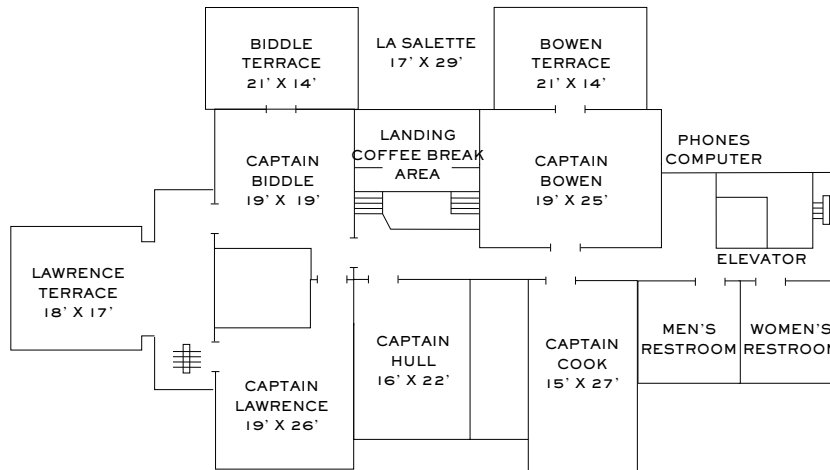 BIDDLE
TERRACE
21' X 14'
LA SALETTE
17' X 29'
BOWEN
TERRACE
21' X 14'
LANDING
COFFEE BREAK
AREA
PHONES
COMPUTER
CAPTAIN
BIDDLE
19' X 19'
CAPTAIN
BOWEN
19' X 25'
ELEVATOR
LAWRENCE
TERRACE
18' X 17'
MEN'S
RESTROOM
WOMEN'S
RESTROOM
CAPTAIN
HULL
16' X 22'
CAPTAIN
COOK
15' X 27'
CAPTAIN
LAWRENCE
19' X 26'